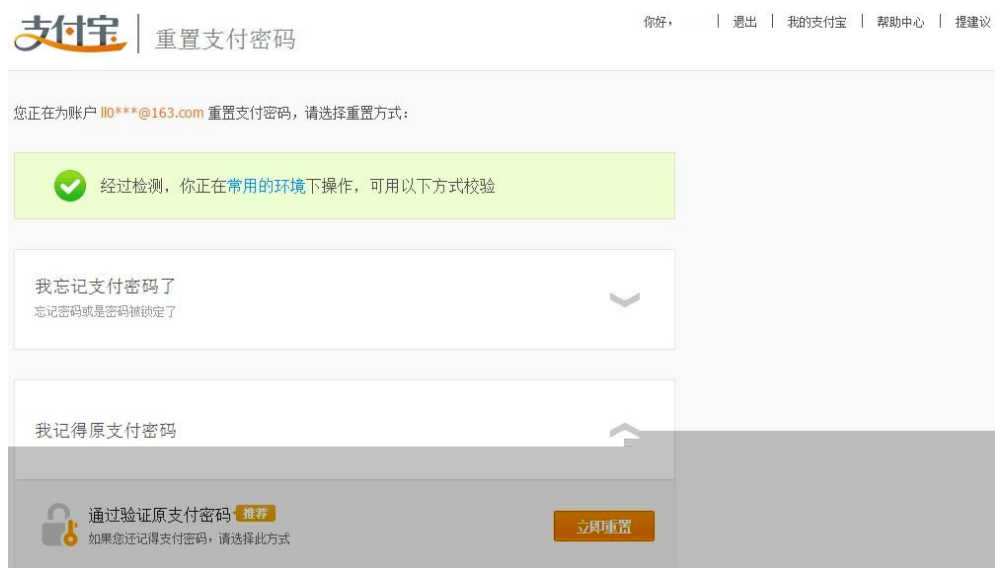 支付宝 | 重置支付密码
你好， | 退出 | 我的支付宝 | 帮助中心 | 提建议
您正在为账户 ll0***@163.com 重置支付密码，请选择重置方式：
经过检测，你正在常用的环境下操作，可用以下方式校验
我忘记支付密码了
忘记密码或是密码被锁定了
我记得原支付密码
通过验证原支付密码 推荐
如果您还记得支付密码，请选择此方式
立即重置